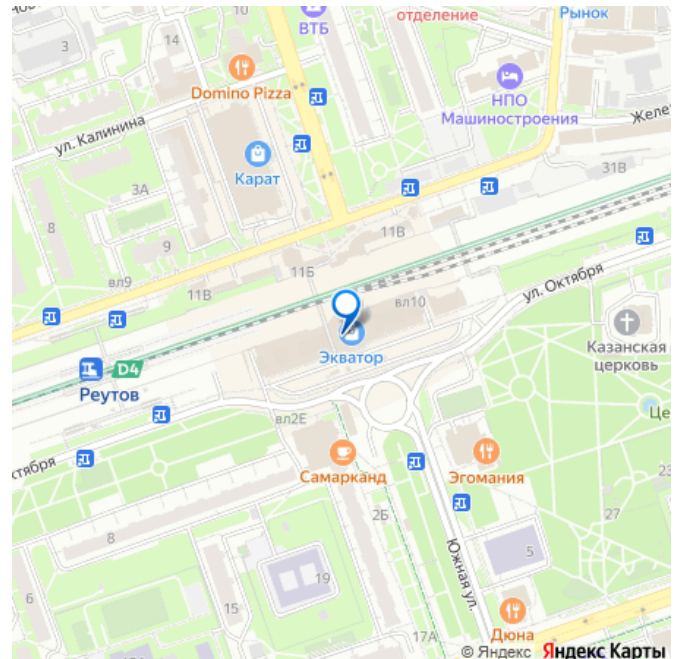 отделение
Рынок
ВТБ
10
14
3
Domino Pizza
НПО
Машиностроения
ул. Калинина
Карат
31В
3А
8
9
11В
вл9
11Б
11В
вл10
ул. Октября
Казанская
церковь
Экватор
D4
Реутов
вл2Е
Самарканд
Эгомания
2Б
23
27
8
5
19
6
15
Южная ул.
17А
Дюна
© Яндекс Яндекс Карты